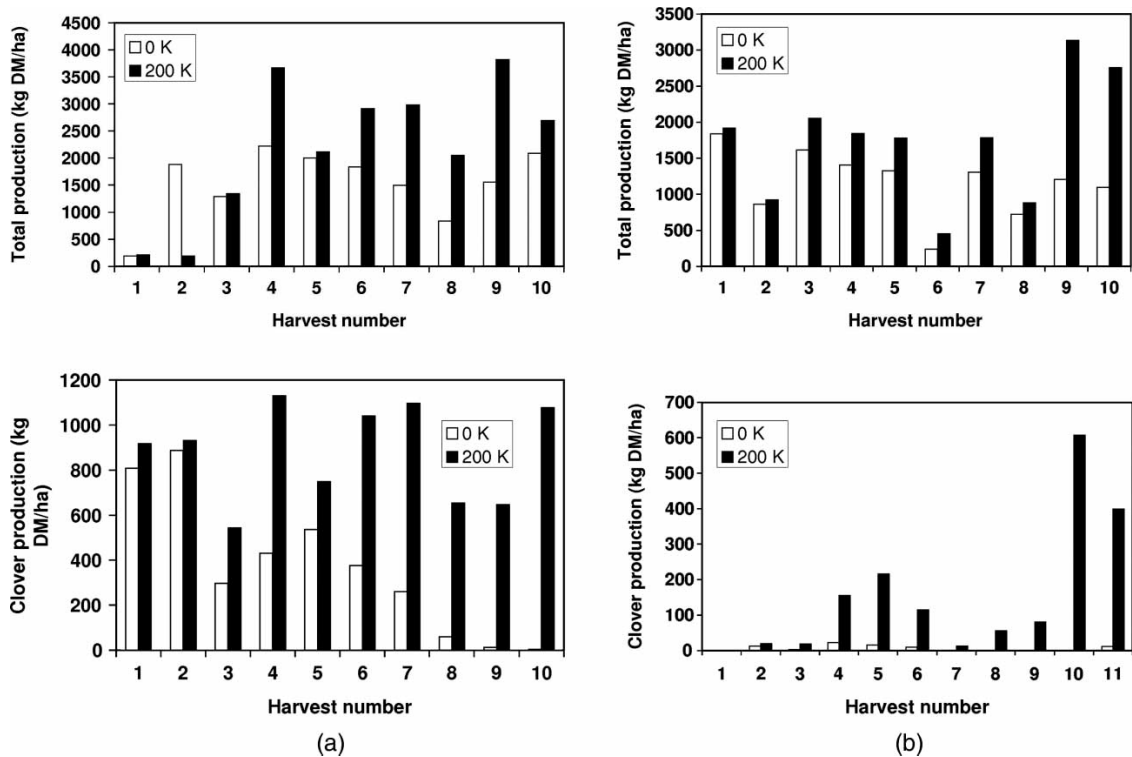 Total production (kg DM/ha)
4500
4000
3500
3000
2500
2000
1500
1000
500
0
0 K
200 K
1 2 3 4 5 6 7 8 9 10
Harvest number
Total production (kg DM/ha)
3500
3000
2500
2000
1500
1000
500
0
0 K
200 K
1 2 3 4 5 6 7 8 9 10
Harvest number
Clover production (kg
DM/ha)
1200
1000
800
600
400
200
0
0 K
200 K
1 2 3 4 5 6 7 8 9 10
Harvest number
(a)
Clover production (kg DM/ha)
700
600
500
400
300
200
100
0
0 K
200 K
1 2 3 4 5 6 7 8 9 10 11
Harvest number
(b)